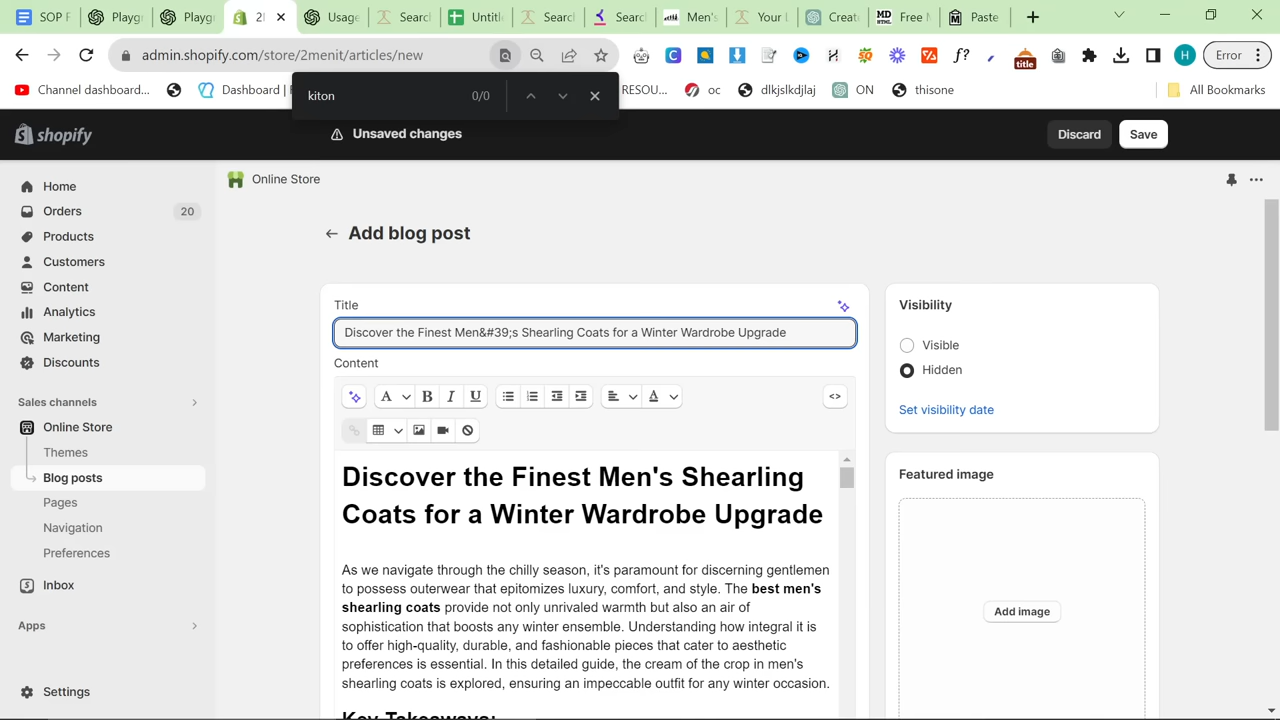 SOP F
Playgr
Playgr
2
Usage
Searc
Untitle
Searc
Searc
Men's
Your L
Search
Create
Free M
Paste
admin.shopify.com/store/2menit/articles/new
Error
Channel dashboard...
Dashboard | F
RESOU...
oc
dlkjslkdjlaj
ON
thisone
All Bookmarks
kiton
0/0
shopify
Unsaved changes
Discard
Save
Home
Orders
20
Products
Customers
Content
Analytics
Marketing
Discounts
Sales channels
Online Store
Themes
Blog posts
Pages
Navigation
Preferences
Inbox
Apps
Settings
Online Store
Add blog post
Title
Discover the Finest Men&#39;s Shearling Coats for a Winter Wardrobe Upgrade
Content
A
B
I
U
A
<>
Discover the Finest Men's Shearling
Coats for a Winter Wardrobe Upgrade
As we navigate through the chilly season, it's paramount for discerning gentlemen
to possess outerwear that epitomizes luxury, comfort, and style. The best men's
shearling coats provide not only unrivaled warmth but also an air of
sophistication that boosts any winter ensemble. Understanding how integral it is
to offer high-quality, durable, and fashionable pieces that cater to aesthetic
preferences is essential. In this detailed guide, the cream of the crop in men's
shearling coats is explored, ensuring an impeccable outfit for any winter occasion.
Key Takeaways:
Visibility
Visible
Hidden
Set visibility date
Featured image
Add image